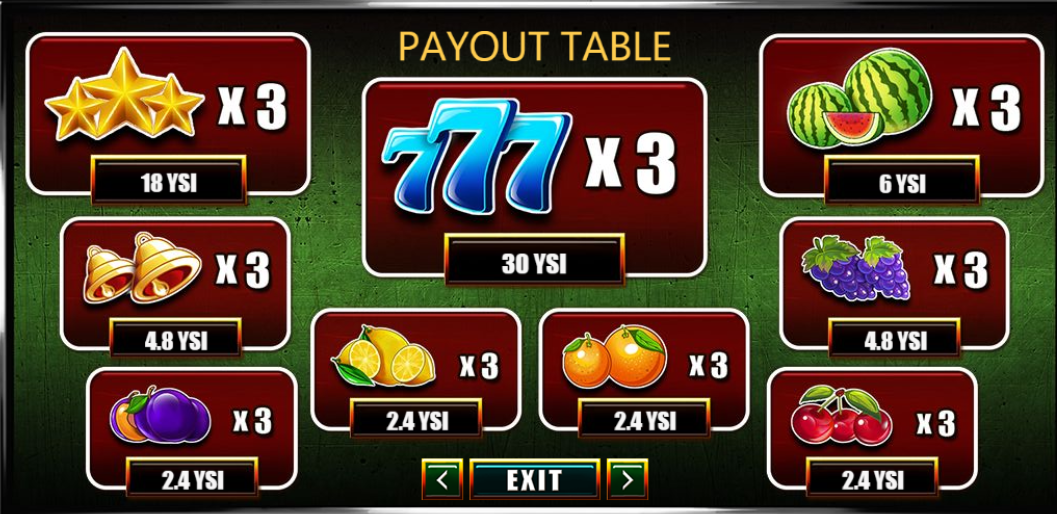 PAYOUT TABLE
X 3
18 YSI
777
X 3
30 YSI
X 3
6 YSI
X 3
4.8 YSI
X 3
4.8 YSI
X 3
2.4 YSI
X 3
2.4 YSI
X 3
2.4 YSI
X 3
2.4 YSI
< EXIT >